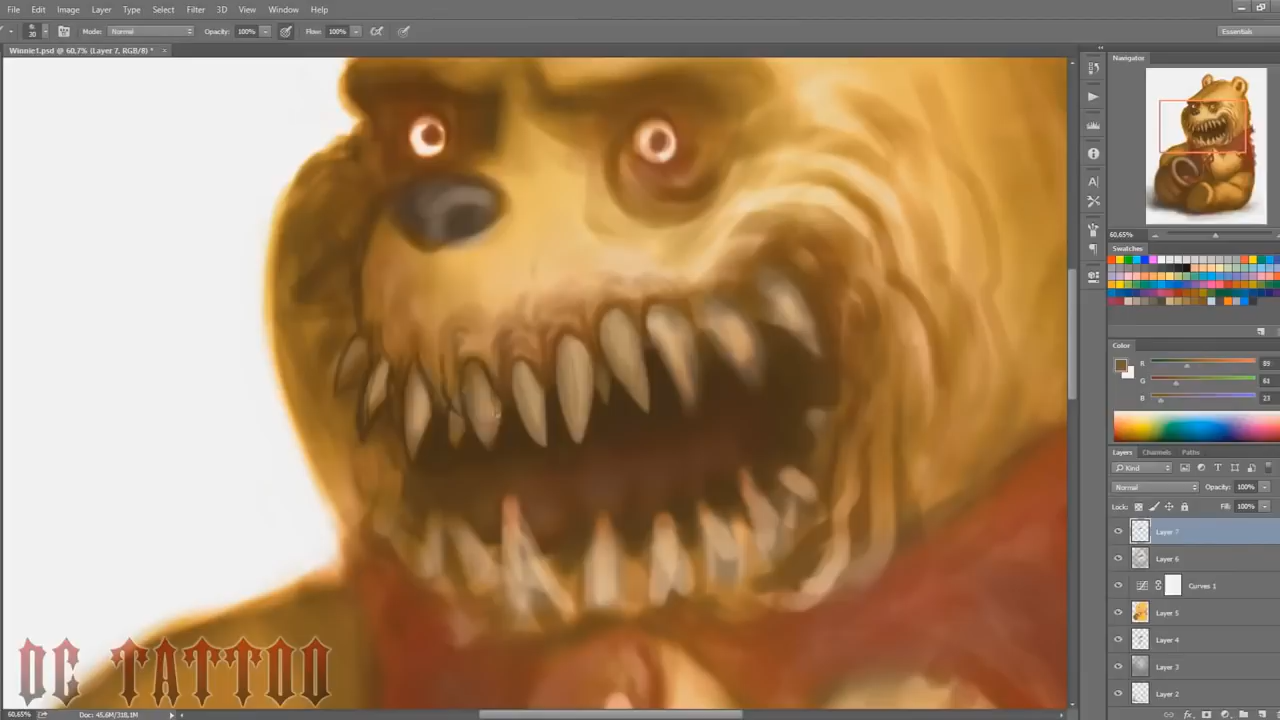 File Edit Image Layer Type Select Filter 3D View Window Help
30 Mode: Normal Opacity: 100% Flow: 100% Essentials
Winnie1.psd @ 60,7% (Layer 7, RGB/8) * ×
Navigator
60,65%
Swatches
Color
R 89
G 61
B 23
Layers Channels Paths
Kind
Normal Opacity: 100%
Lock: Fill: 100%
Layer 7
Layer 6
Curves 1
Layer 5
Layer 4
Layer 3
Layer 2
DC TATTOO
60,65% Doc: 45,6M/318,1M